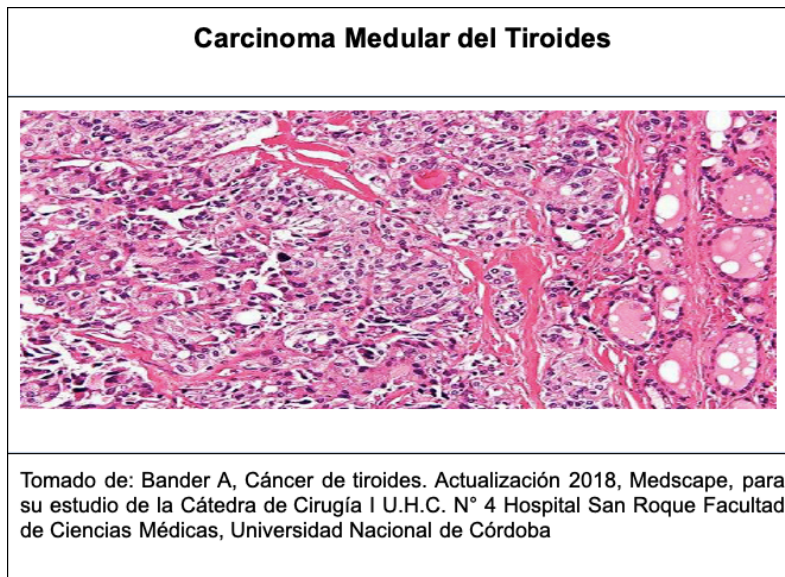 Carcinoma Medular del Tiroides
Tomado de: Bander A, Cáncer de tiroides. Actualización 2018, Medscape, para
su estudio de la Cátedra de Cirugía I U.H.C. N° 4 Hospital San Roque Facultad
de Ciencias Médicas, Universidad Nacional de Córdoba